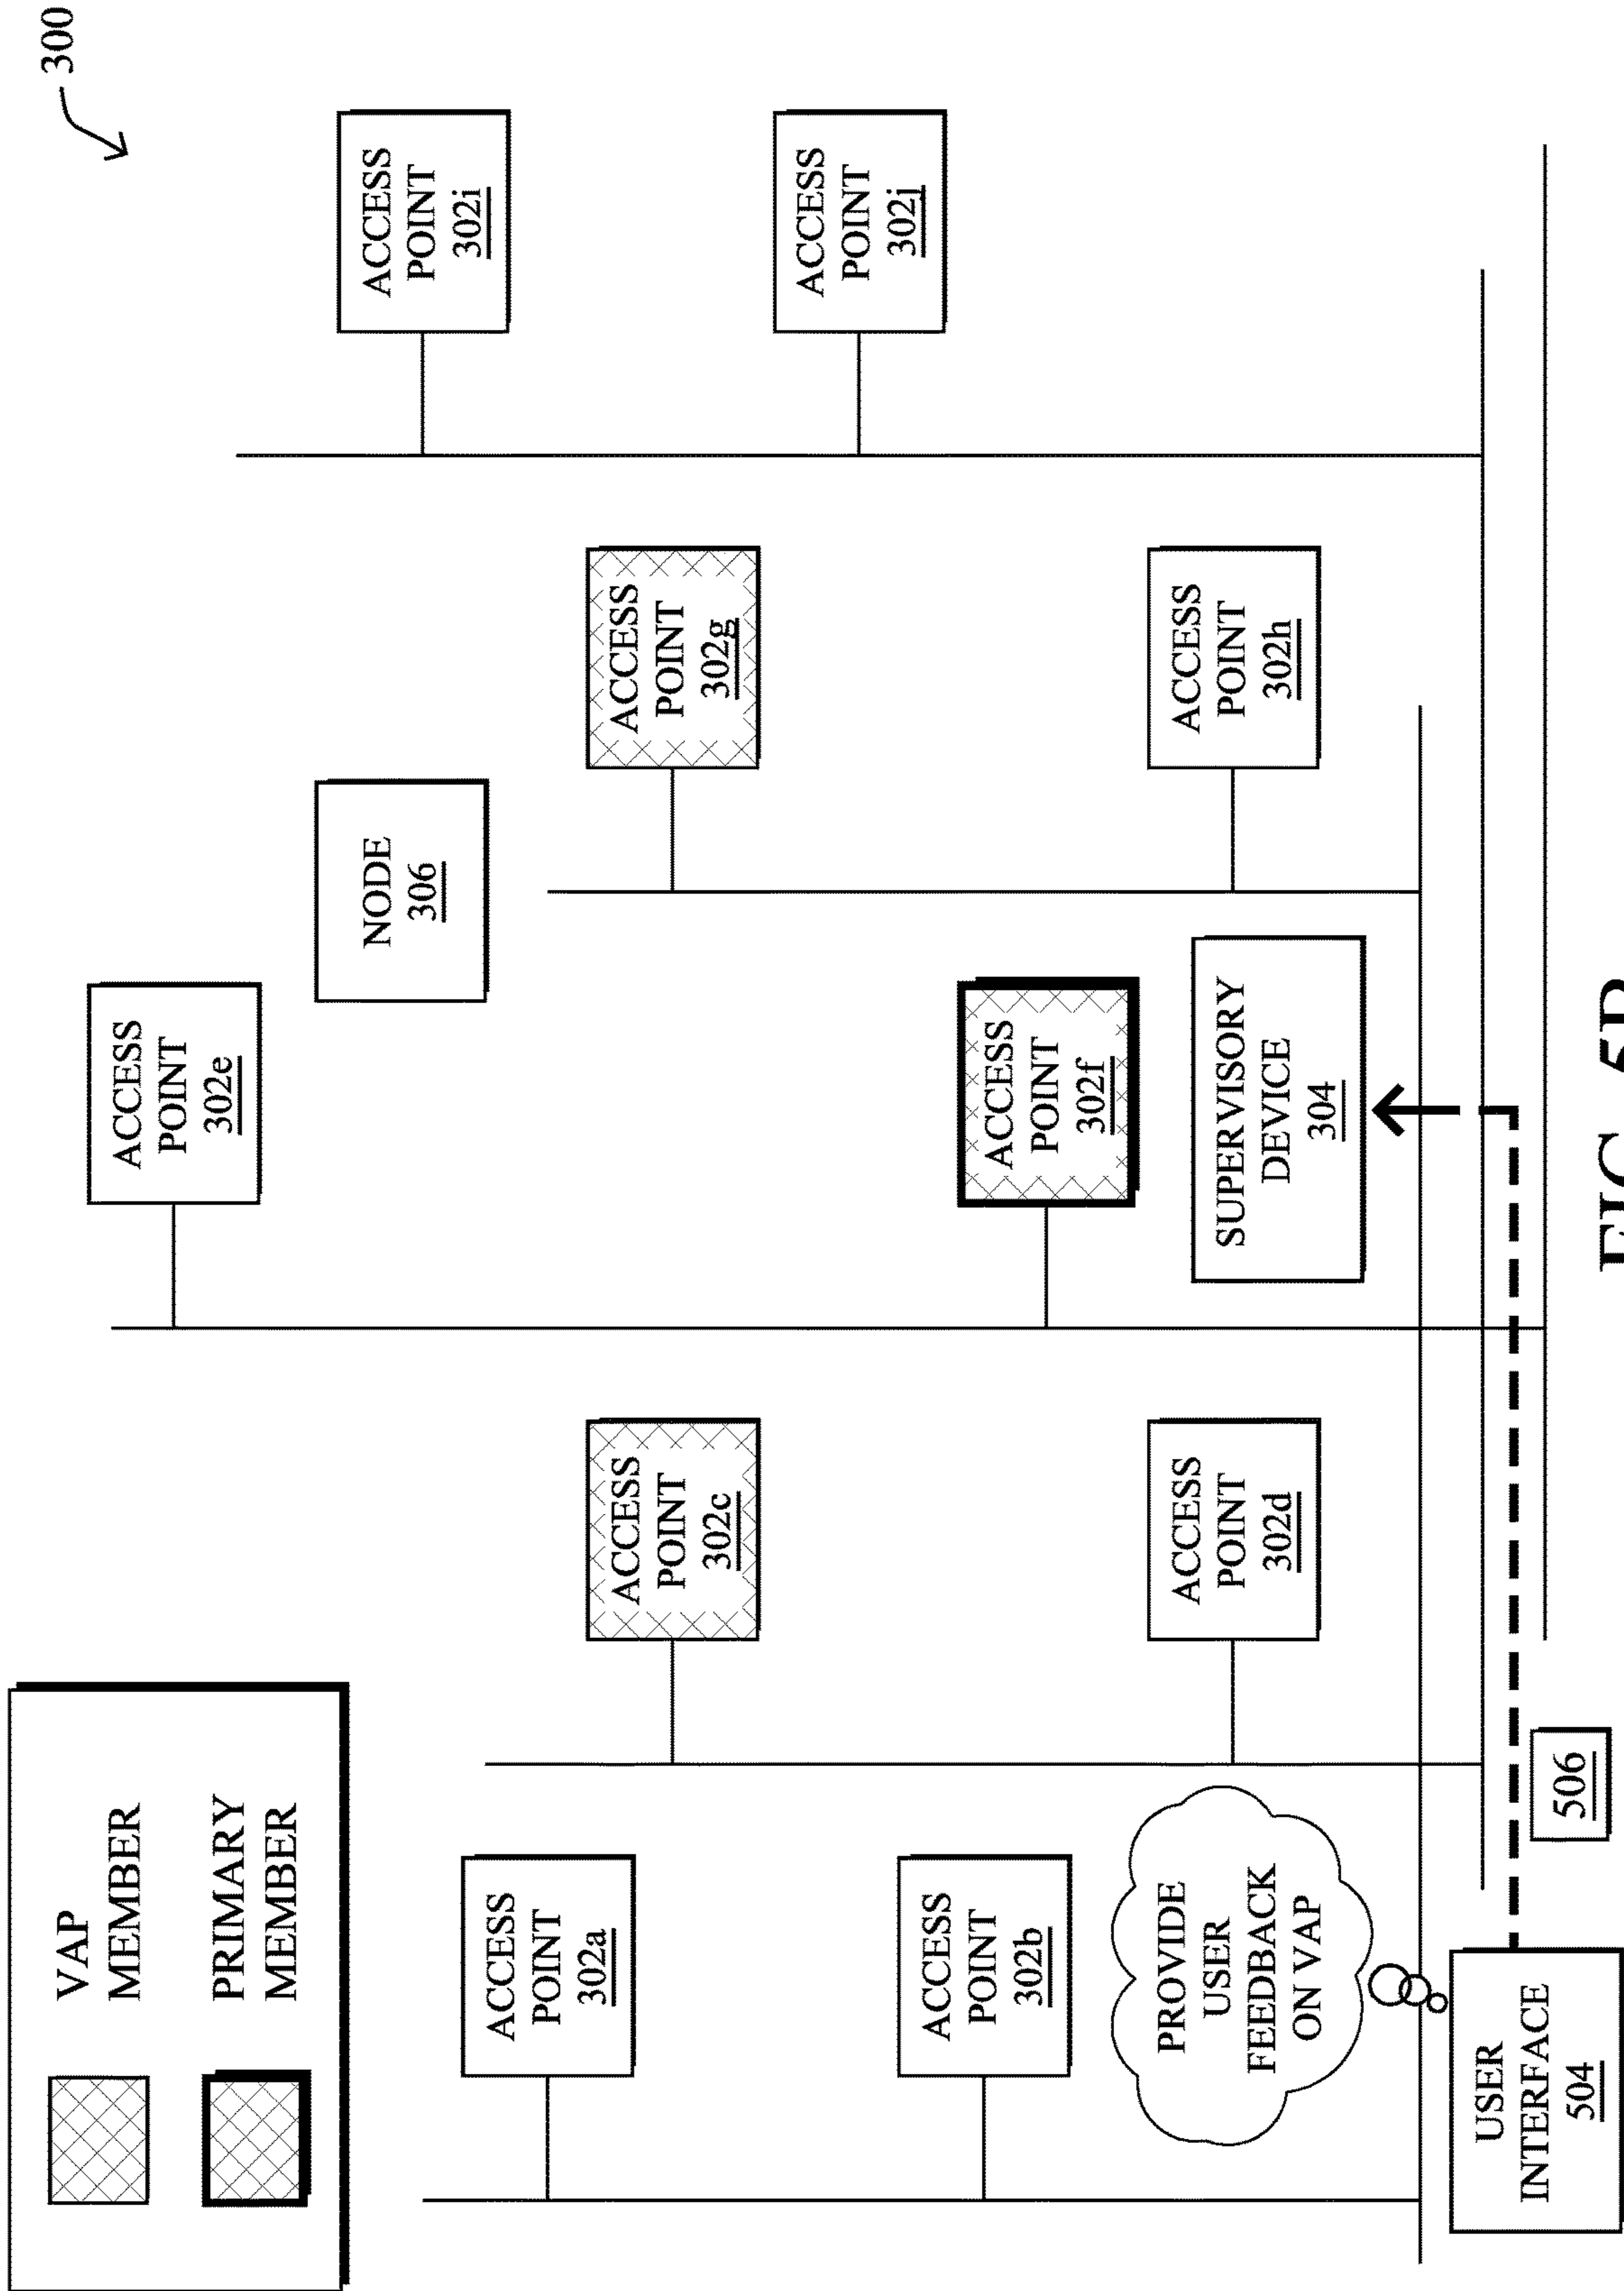 VAP
MEMBER
PRIMARY
MEMBER
300
ACCESS
POINT
302e
NODE
306
ACCESS
POINT
302i
ACCESS
POINT
302a
ACCESS
POINT
302c
ACCESS
POINT
302g
ACCESS
POINT
302j
ACCESS
POINT
302b
ACCESS
POINT
302f
PROVIDE
USER
FEEDBACK
ON VAP
ACCESS
POINT
302d
SUPERVISORY
DEVICE
304
ACCESS
POINT
302h
USER
INTERFACE
504
506
FIG